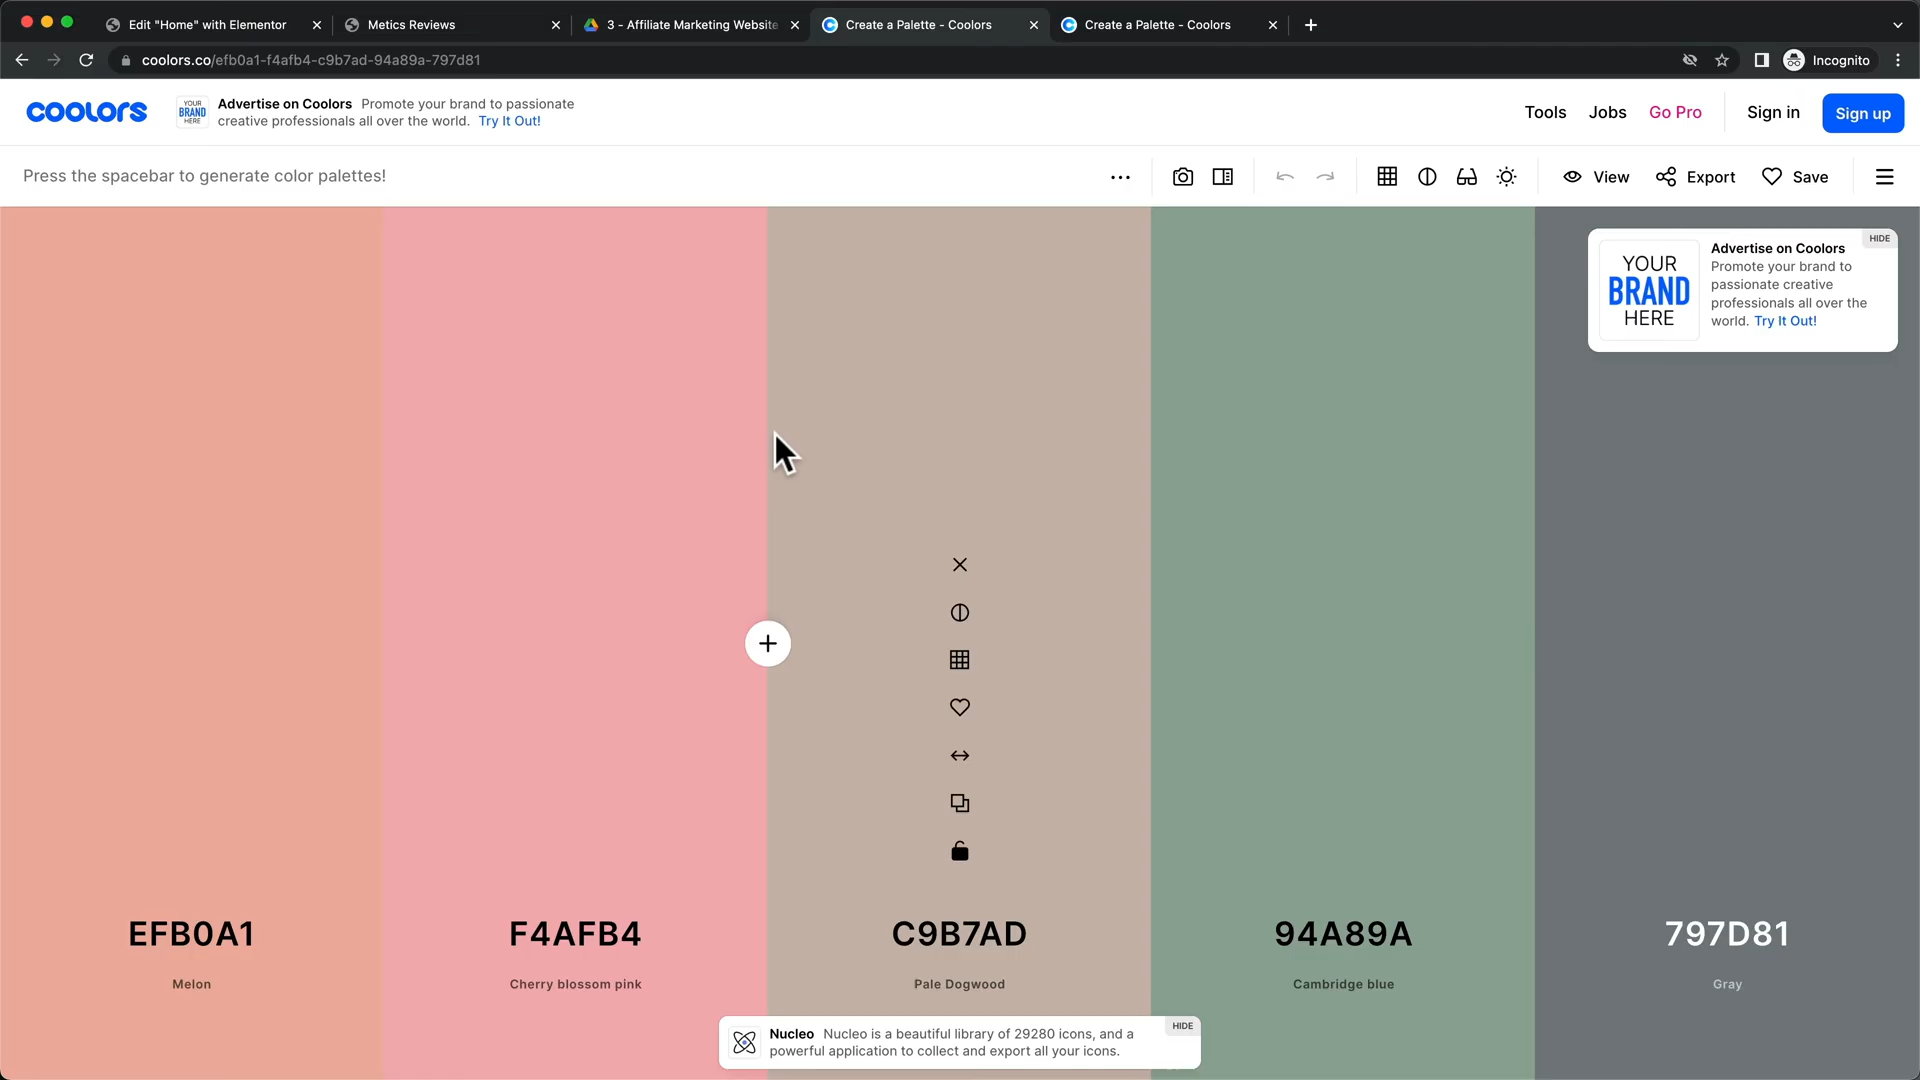 Edit "Home" with Elementor
Metics Reviews
3 - Affiliate Marketing Website
Create a Palette - Coolors
Create a Palette - Coolors
coolors.co/efb0a1-f4afb4-c9b7ad-94a89a-797d81
Incognito
coolors
YOUR
BRAND
HERE
Advertise on Coolors Promote your brand to passionate
creative professionals all over the world. Try It Out!
Tools
Jobs
Go Pro
Sign in
Sign up
Press the spacebar to generate color palettes!
View
Export
Save
HIDE
YOUR
BRAND
HERE
Advertise on Coolors
Promote your brand to
passionate creative
professionals all over the
world. Try It Out!
EFB0A1
F4AFB4
C9B7AD
94A89A
797D81
Melon
Cherry blossom pink
Pale Dogwood
Cambridge blue
Gray
Nucleo Nucleo is a beautiful library of 29280 icons, and a
powerful application to collect and export all your icons.
HIDE